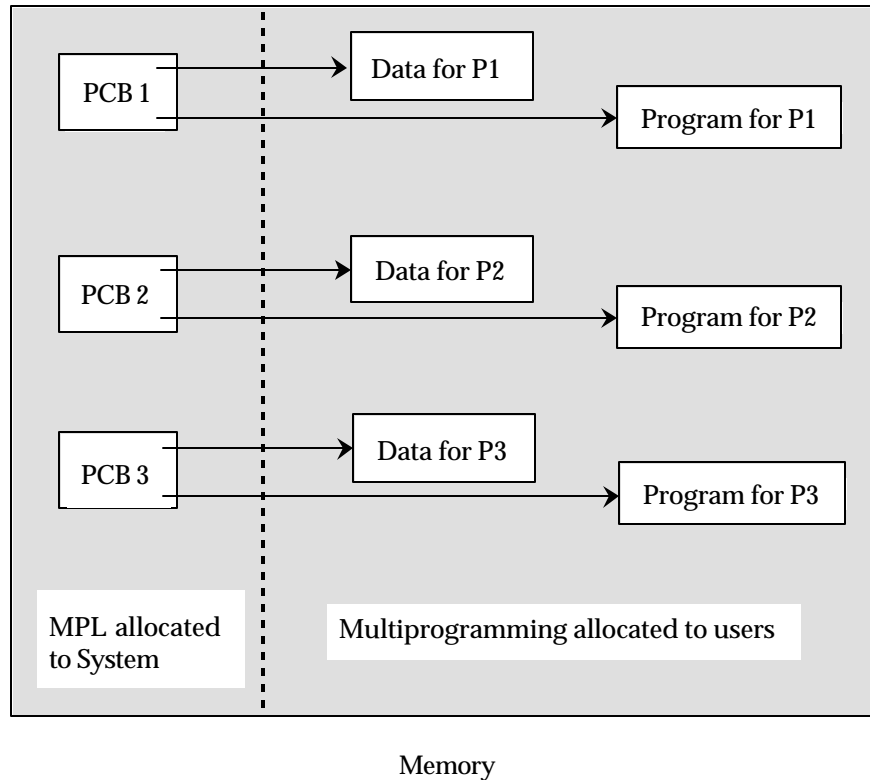 Data for P1
PCB 1
Program for P1
Data for P2
PCB 2
Program for P2
Data for P3
PCB 3
Program for P3
MPL allocated
to System
Multiprogramming allocated to users
Memory